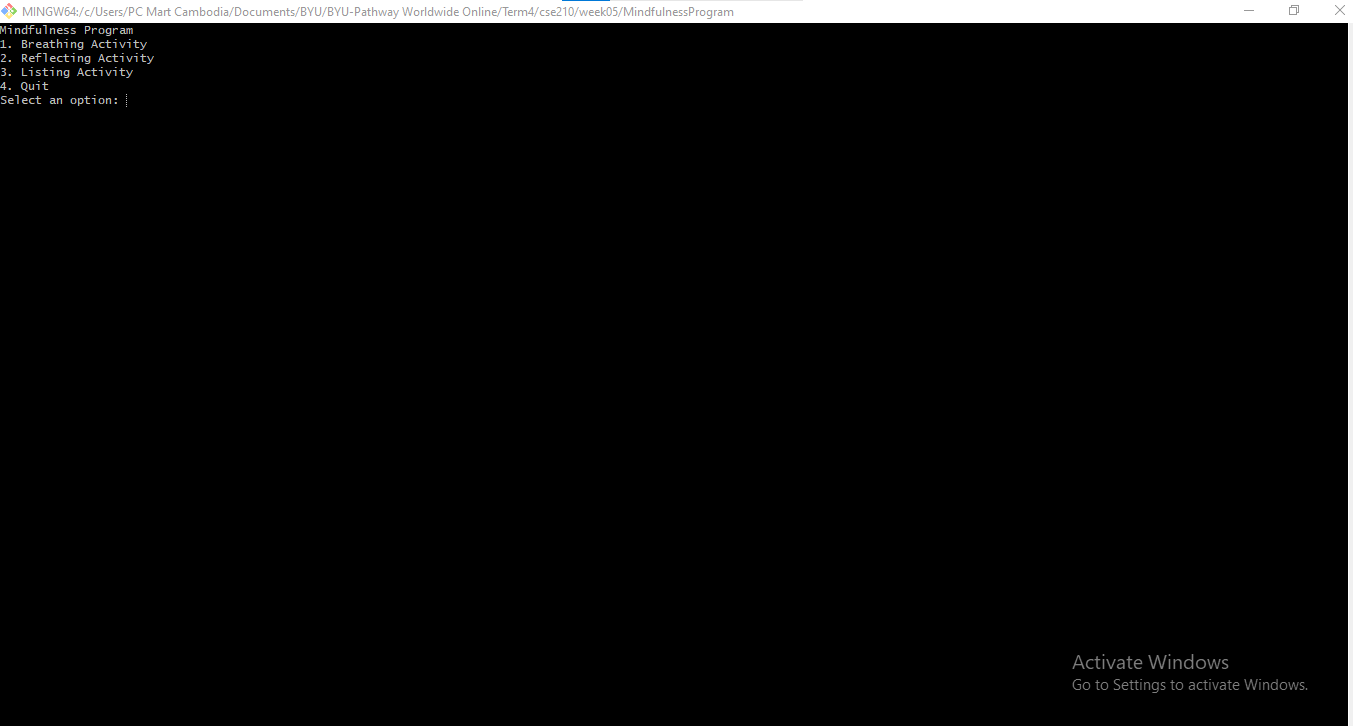 MINGW64:/c/Users/PC Mart Cambodia/Documents/BYU/BYU-Pathway Worldwide Online/Term4/cse210/week05/MindfulnessProgram
Mindfulness Program
1. Breathing Activity
2. Reflecting Activity
3. Listing Activity
4. Quit
Select an option:
Activate Windows
Go to Settings to activate Windows.